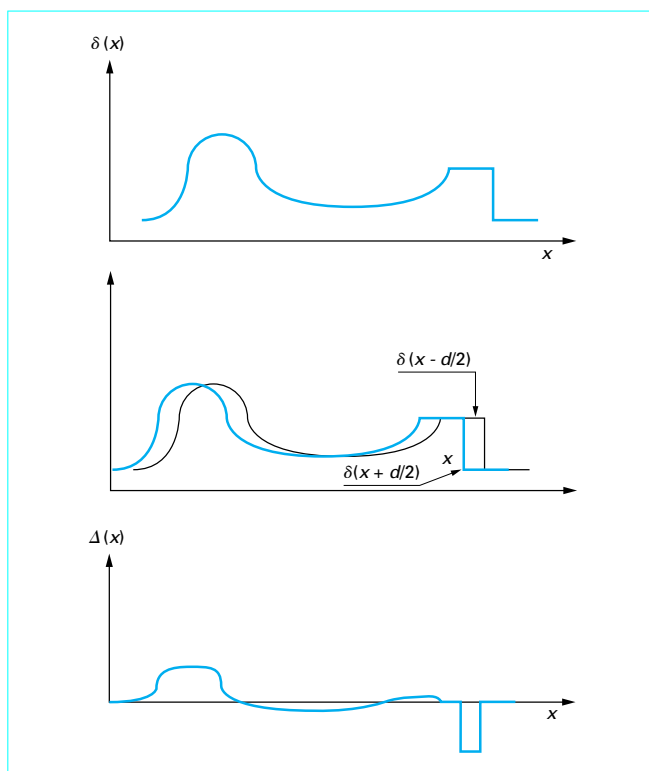 δ (x)
x
δ (x - d/2)
x
δ(x + d/2)
Δ (x)
x